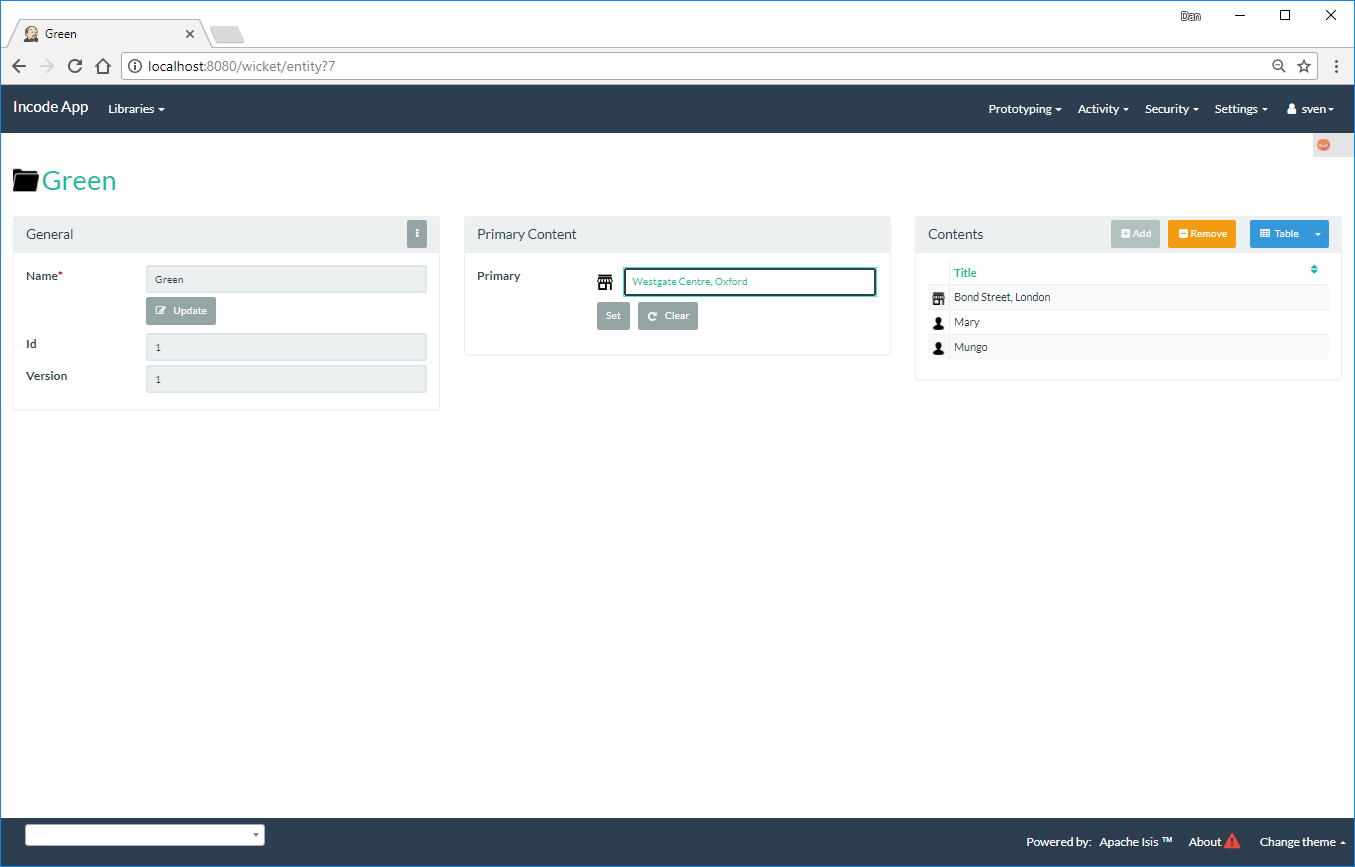 Dan
Green
localhost:8080/wicket/entity?7
Incode App Libraries Prototyping Activity Security Settings sven
Green
General
Name*
Green
Update
Id
1
Version
1
Primary Content
Primary
Westgate Centre, Oxford
Set Clear
Contents Add Remove Table
Title
Bond Street, London
Mary
Mungo
Powered by: Apache Isis ™ About Change theme